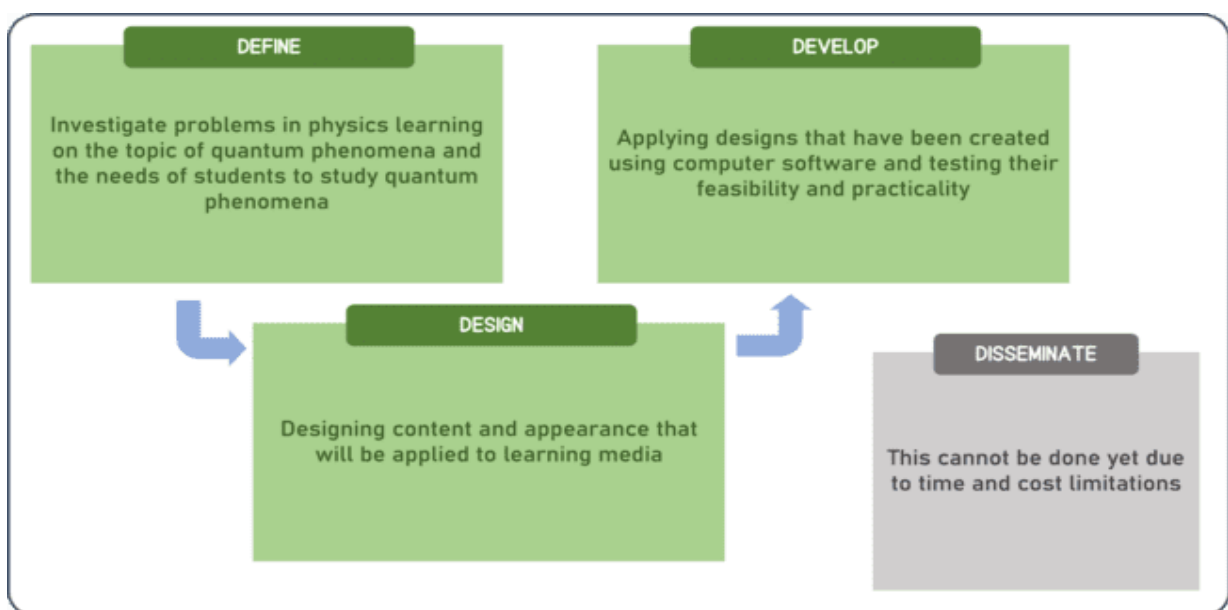 DEFINE
Investigate problems in physics learning
on the topic of quantum phenomena and
the needs of students to study quantum
phenomena
DESIGN
Designing content and appearance that
will be applied to learning media
DEVELOP
Applying designs that have been created
using computer software and testing their
feasibility and practicality
DISSEMINATE
This cannot be done yet due
to time and cost limitations